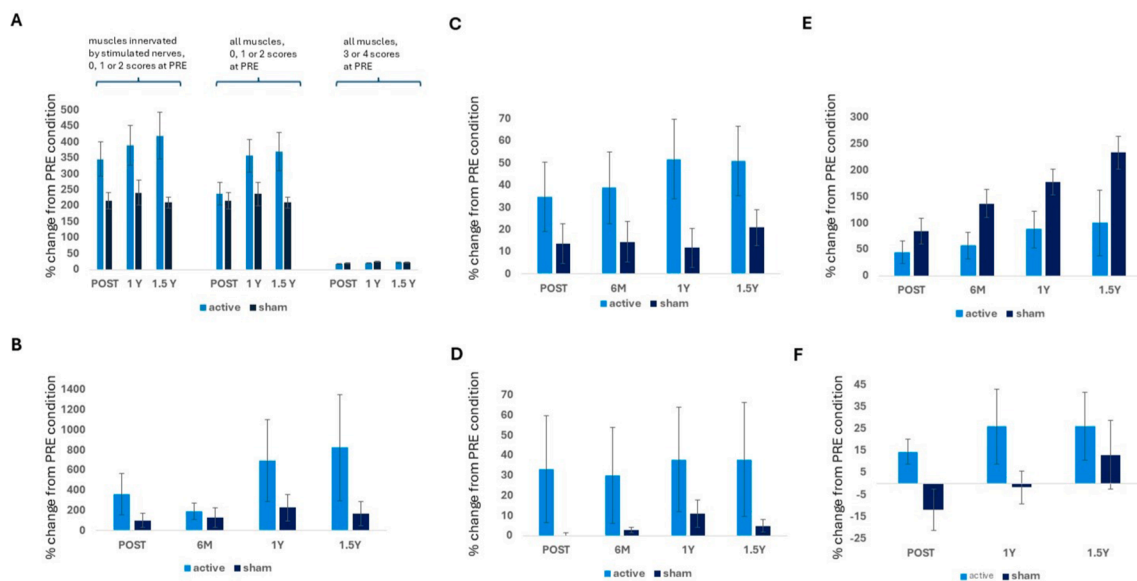 A
muscles innervated
by stimulated nerves,
0, 1 or 2 scores at PRE
all muscles,
0, 1 or 2 scores
at PRE
all muscles,
3 or 4 scores
at PRE
% change from PRE condition
500
450
400
350
300
250
200
150
100
50
0
POST 1 Y 1.5 Y POST 1 Y 1.5 Y POST 1 Y 1.5 Y
active sham
B
% change from PRE condition
1400
1200
1000
800
600
400
200
0
POST 6M 1Y 1.5Y
active sham
C
% change from PRE condition
70
60
50
40
30
20
10
0
POST 6M 1Y 1.5Y
active sham
D
% change from PRE condition
70
60
50
40
30
20
10
0
POST 6M 1Y 1.5Y
active sham
E
% change from PRE condition
300
250
200
150
100
50
0
POST 6M 1Y 1.5Y
active sham
F
% change from PRE condition
45
35
25
15
5
-5
-15
-25
POST 1Y 1.5Y
active sham